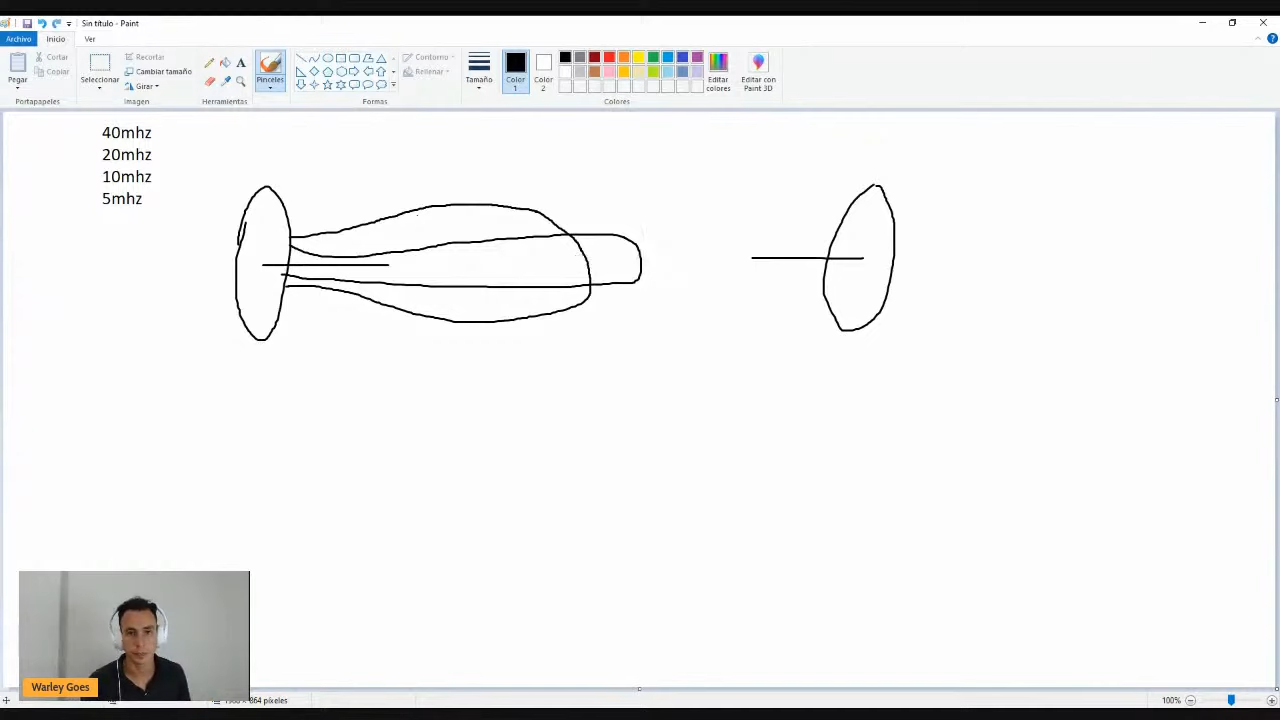 Sin título - Paint
Archivo Inicio Ver
Pegar
Cortar
Copiar
Portapapeles
Seleccionar
Recortar
Cambiar tamaño
Girar
Imagen
A
Herramientas
Pinceles
Contorno
Rellenar
Formas
Tamaño
Color 1
Color 2
Editar colores
Editar con Paint 3D
Colores
40mhz
20mhz
10mhz
5mhz
Warley Goes
864 píxeles
100%